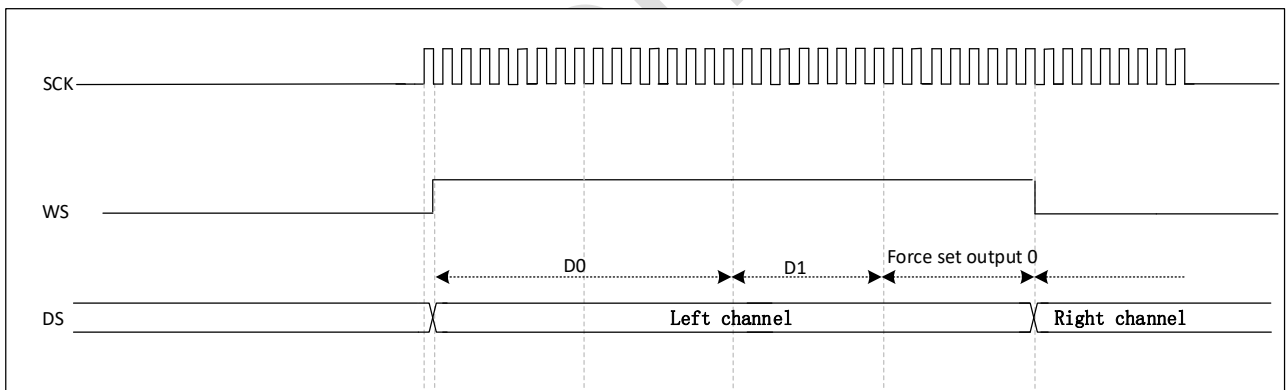 SCK
WS
D0
D1
Force set output 0
DS
Left channel
Right channel